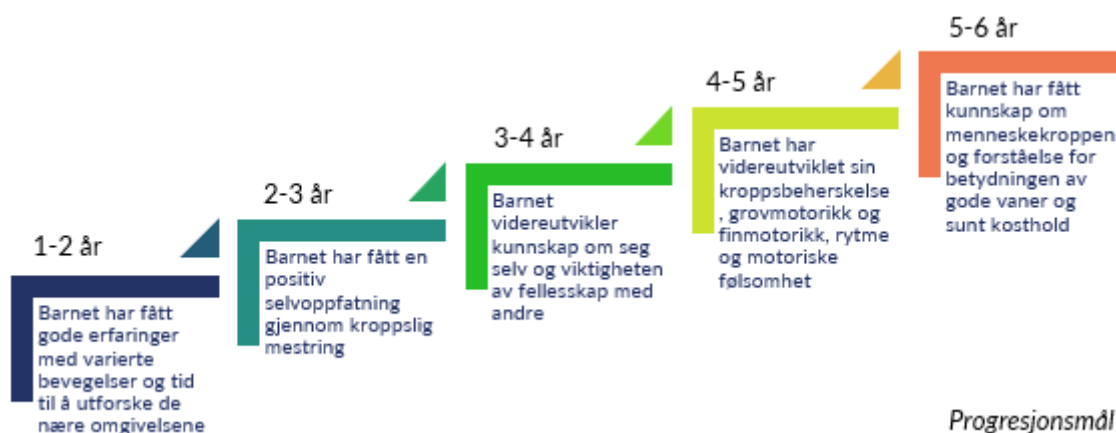 1-2 år
Barnet har fått
gode erfaringer
med varierte
bevegelser og tid
til å utforske de
nære omgivelsene
2-3 år
Barnet har fått en
positiv
selvoppfatning
gjennom kroppslig
mestring
3-4 år
Barnet
videreutvikler
kunnskap om seg
selv og viktigheten
av fellesskap med
andre
4-5 år
Barnet har
videreutviklet sin
kroppsbeherskelse
, grovmotorikk og
finmotorikk, rytme
og motoriske
følsomhet
5-6 år
Barnet har fått
kunnskap om
menneskekroppen
og forståelse for
betydningen av
gode vaner og
sunt kosthold
Progresjonsmål